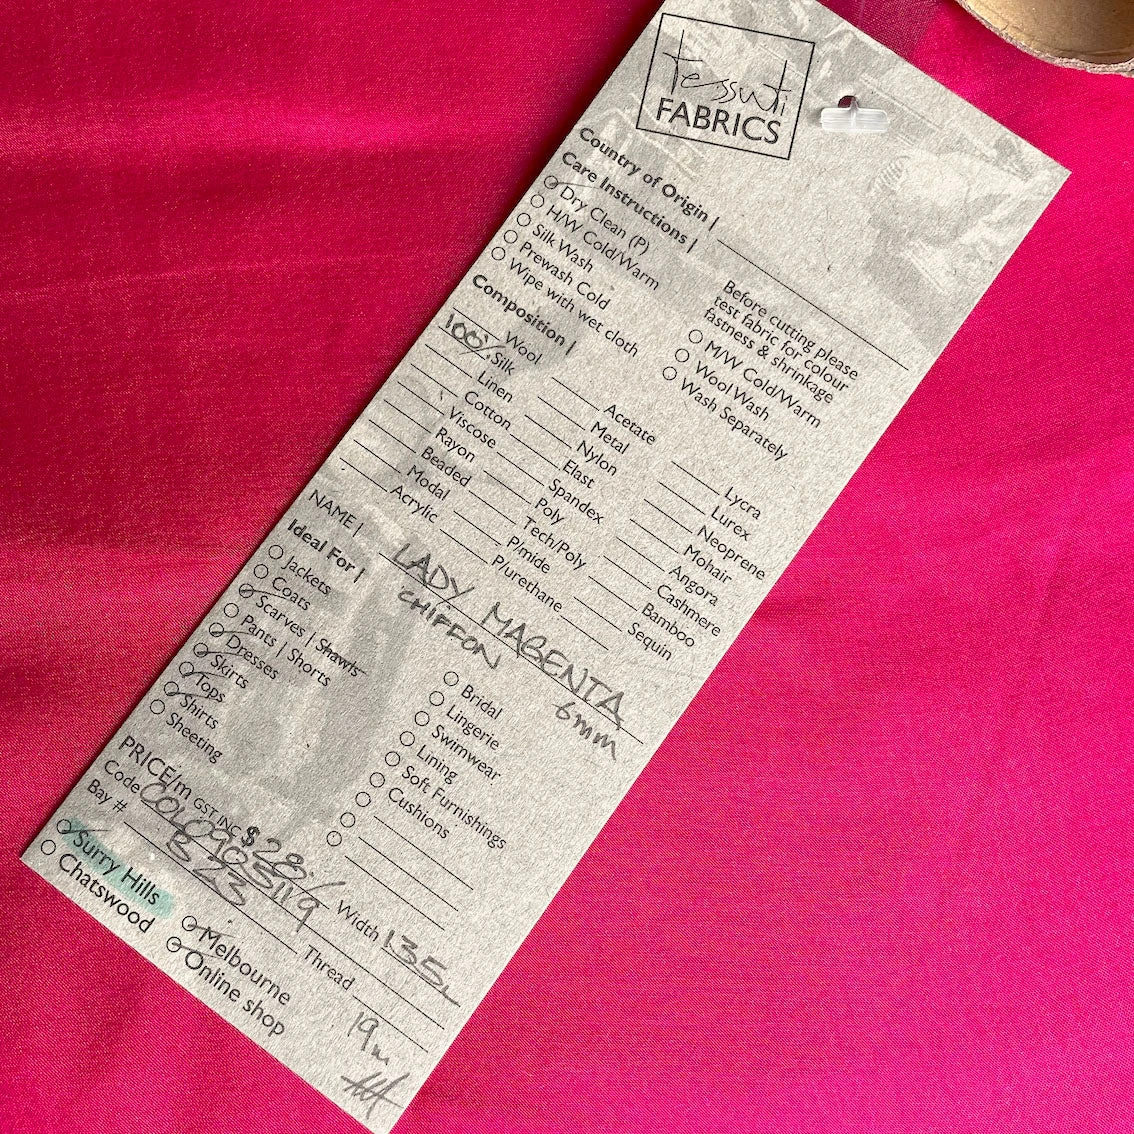 tessuti
FABRICS
Country of Origin |
Care Instructions |
Dry Clean (P)
H/W Cold/Warm
Silk Wash
Prewash Cold
Wipe with wet cloth
Before cutting please
test fabric for colour
fastness & shrinkage
M/W Cold/Warm
Wool Wash
Wash Separately
Composition |
Wool
100% Silk
Linen
Cotton
Viscose
Rayon
Beaded
Modal
Acrylic
Acetate
Metal
Nylon
Elast
Spandex
Poly
Tech/Poly
P/mide
P/urethane
Lycra
Lurex
Neoprene
Mohair
Angora
Cashmere
Bamboo
Sequin
NAME | LADY MAGENTA
CHIFFON 6mm
Ideal For |
Jackets
Coats
Scarves | Shawls
Pants | Shorts
Dresses
Skirts
Tops
Shirts
Sheeting
Bridal
Lingerie
Swimwear
Lining
Soft Furnishings
Cushions
PRICE/m GST INC $28./ Width 135
Code COL0903119 Thread
Bay # B 23
19m
Surry Hills
Chatswood
Melbourne
Online shop